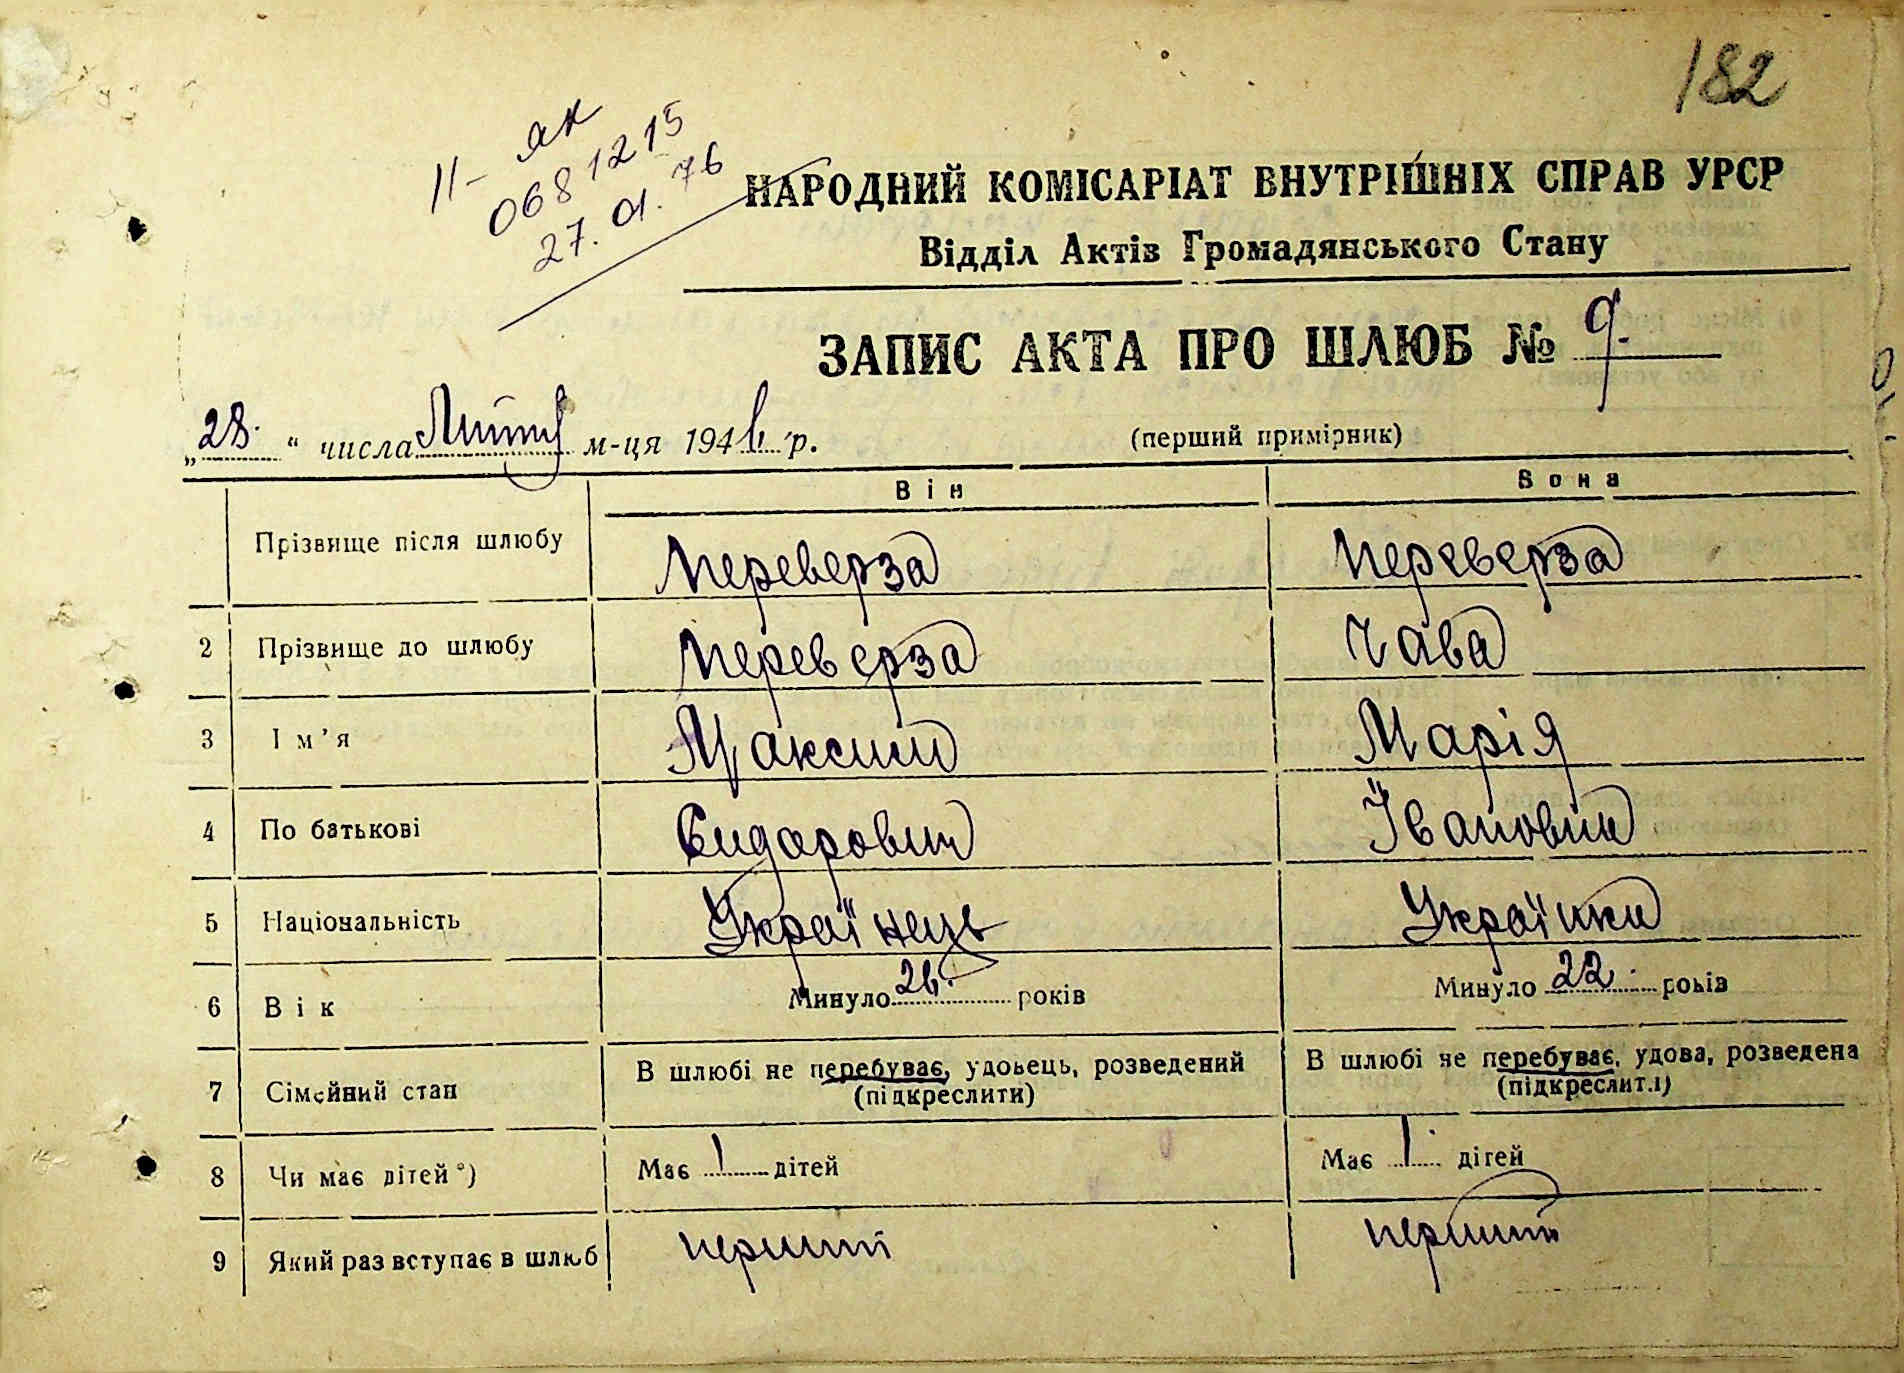 182
II-ЯК
0681215
27.01.76
НАРОДНИЙ КОМІСАРІАТ ВНУТРІШНІХ СПРАВ УРСР
Відділ Актів Громадянського Стану
ЗАПИС АКТА ПРО ШЛЮБ № 9.
„28.“ числа м-ця 194 р.
(перший примірник)
Він Вона
Прізвище після шлюбу Переверза Переверза
2 Прізвище до шлюбу Переверза Чава
3 Ім’я Максим Марія
4 По батькові Сидорович Івановна
5 Національність Українець Українка
6 Вік Минуло 26. років Минуло 22. років
7 Сімейний стан В шлюбі не перебуває, удовець, розведений (підкреслити) В шлюбі не перебуває, удова, розведена (підкреслити)
8 Чи має дітей*) Має 1 дітей Має 1. дітей
9 Який раз вступає в шлюб перший перший